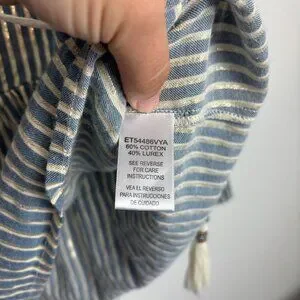 ET54486VYA
60% COTTON
40% LUREX
SEE REVERSE
FOR CARE
INSTRUCTIONS
VEA EL REVERSO
PARA INSTRUCCIONES
DE CUIDADO